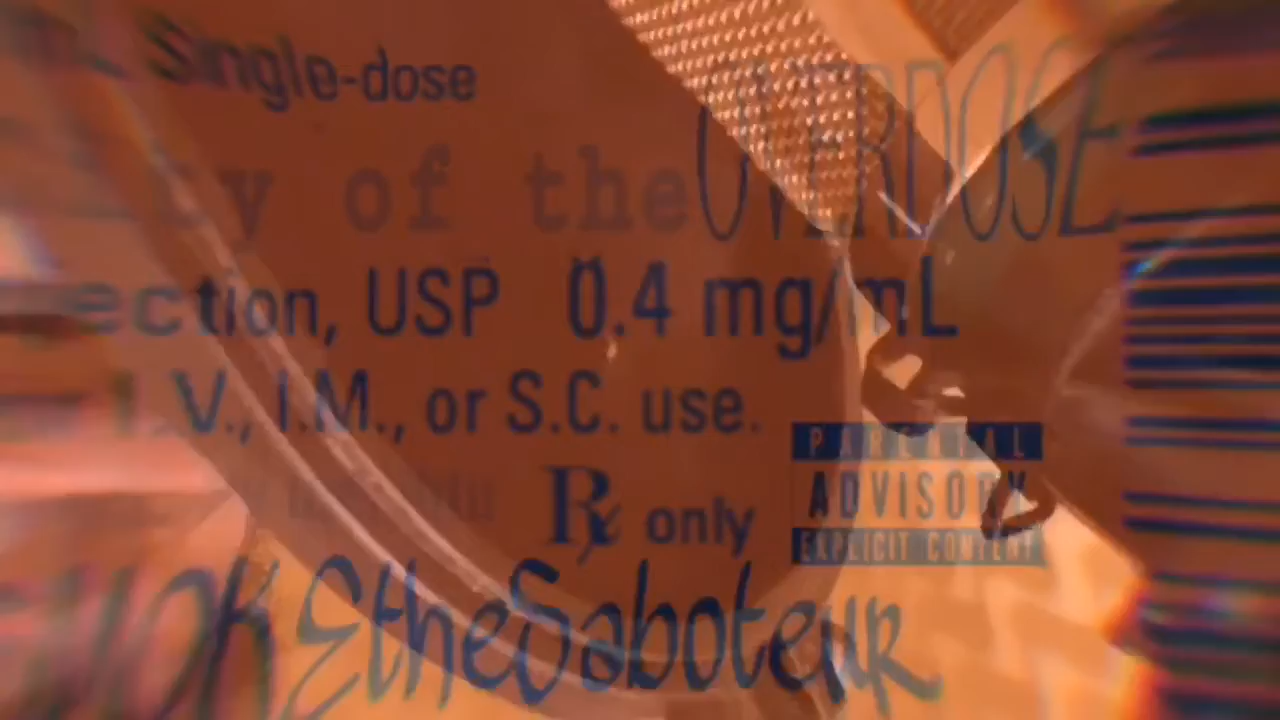 Single-dose
of the OVERDOSE
ection, USP 0.4 mg/mL
I.V., I.M., or S.C. use.
Rx only
PARENTAL
ADVISORY
EXPLICIT CONTENT
EtheSaboteur